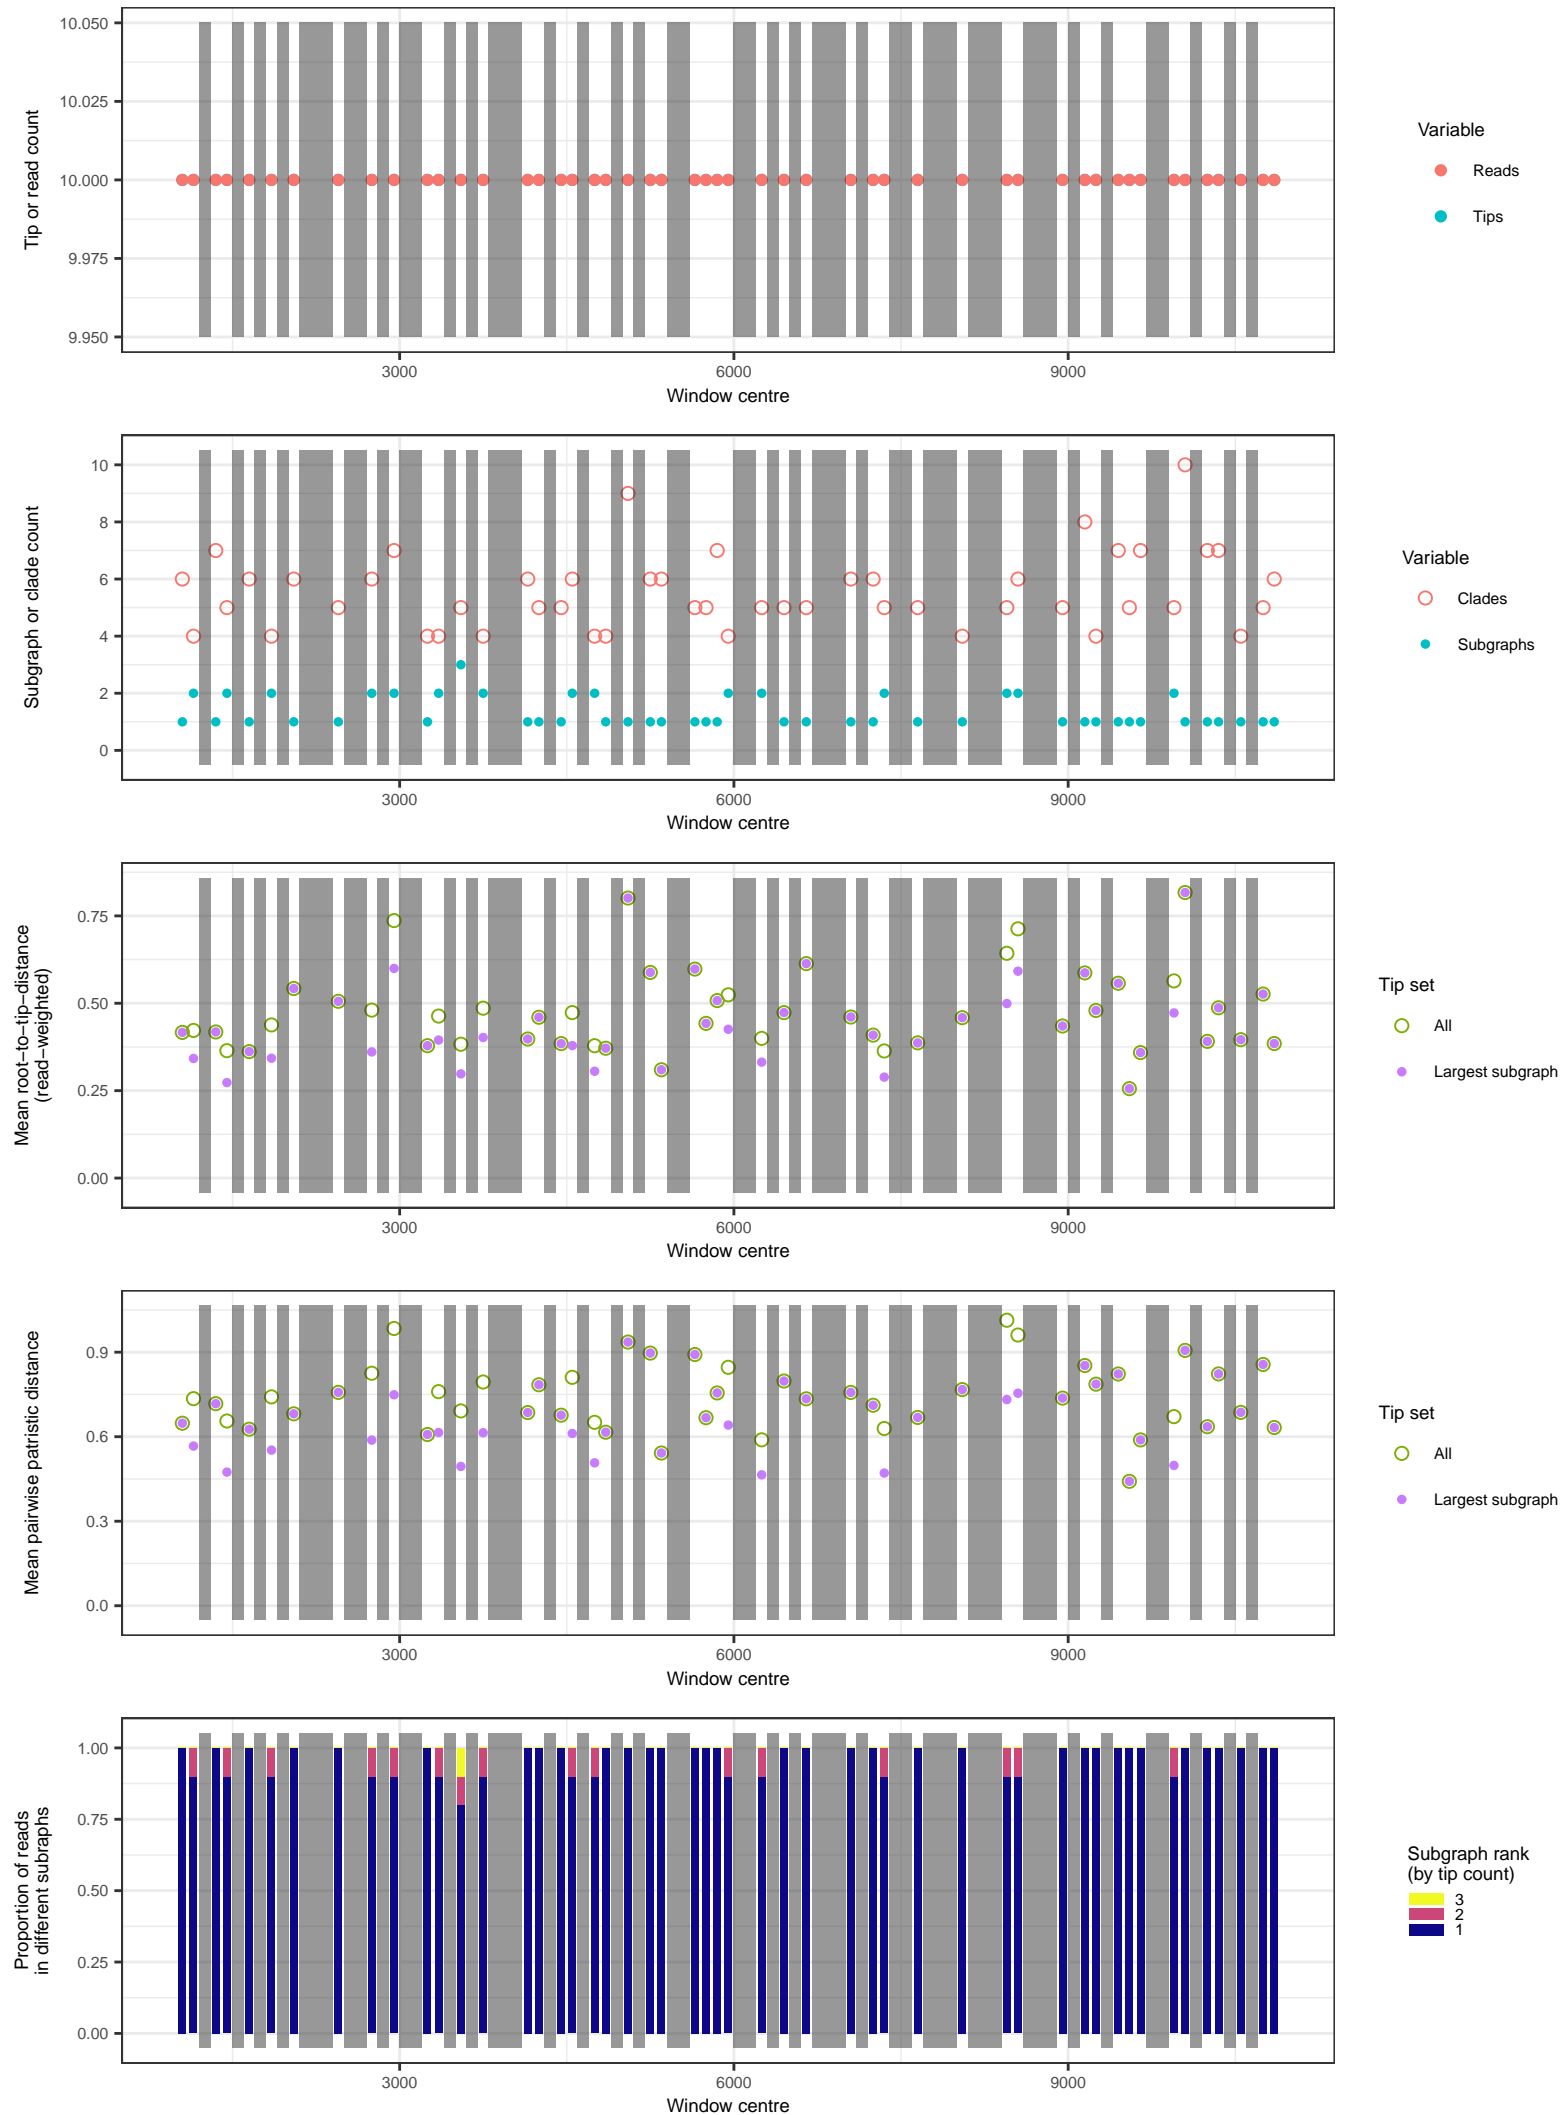 10.050
10.025
10.000
9.975
9.950
Tip or read count
3000
6000
9000
Window centre
Variable
Reads
Tips
10
8
6
4
2
0
Subgraph or clade count
3000
6000
9000
Window centre
Variable
Clades
Subgraphs
0.75
0.50
0.25
0.00
Mean root−to−tip−distance
(read−weighted)
3000
6000
9000
Window centre
Tip set
All
Largest subgraph
0.9
0.6
0.3
0.0
Mean pairwise patristic distance
3000
6000
9000
Window centre
Tip set
All
Largest subgraph
1.00
0.75
0.50
0.25
0.00
Proportion of reads
in different subraphs
3000
6000
9000
Window centre
Subgraph rank
(by tip count)
3
2
1